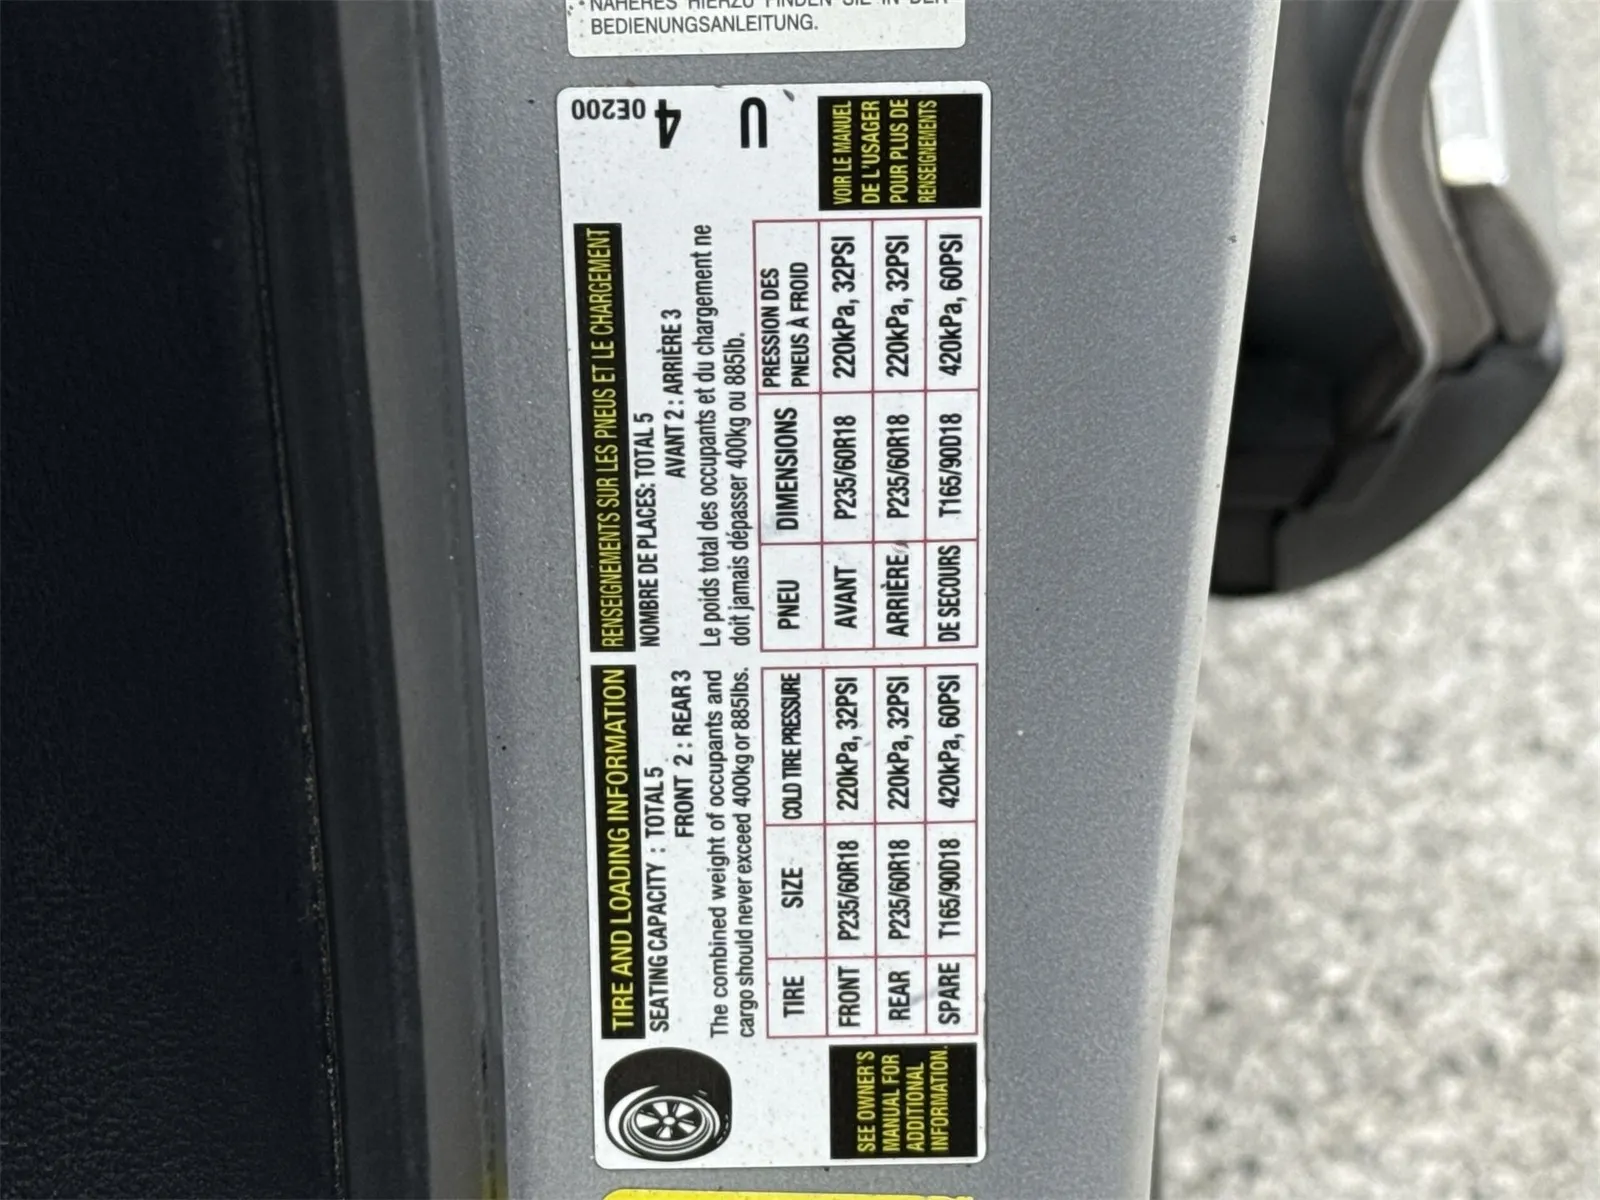 NÄHERES HIERZU FINDEN SIE IN DER
BEDIENUNGSANLEITUNG.
TIRE AND LOADING INFORMATION
SEATING CAPACITY : TOTAL 5
FRONT 2 : REAR 3
The combined weight of occupants and
cargo should never exceed 400kg or 885lbs.
TIRE SIZE COLD TIRE PRESSURE
FRONT P235/60R18 220kPa, 32PSI
REAR P235/60R18 220kPa, 32PSI
SPARE T165/90D18 420kPa, 60PSI
SEE OWNER'S
MANUAL FOR
ADDITIONAL
INFORMATION.
RENSEIGNEMENTS SUR LES PNEUS ET LE CHARGEMENT
NOMBRE DE PLACES: TOTAL 5
AVANT 2 : ARRIÈRE 3
Le poids total des occupants et du chargement ne
doit jamais dépasser 400kg ou 885lb.
PNEU DIMENSIONS PRESSION DES
PNEUS À FROID
AVANT P235/60R18 220kPa, 32PSI
ARRIÈRE P235/60R18 220kPa, 32PSI
DE SECOURS T165/90D18 420kPa, 60PSI
VOIR LE MANUEL
DE L'USAGER
POUR PLUS DE
RENSEIGNEMENTS
0E200
4
U